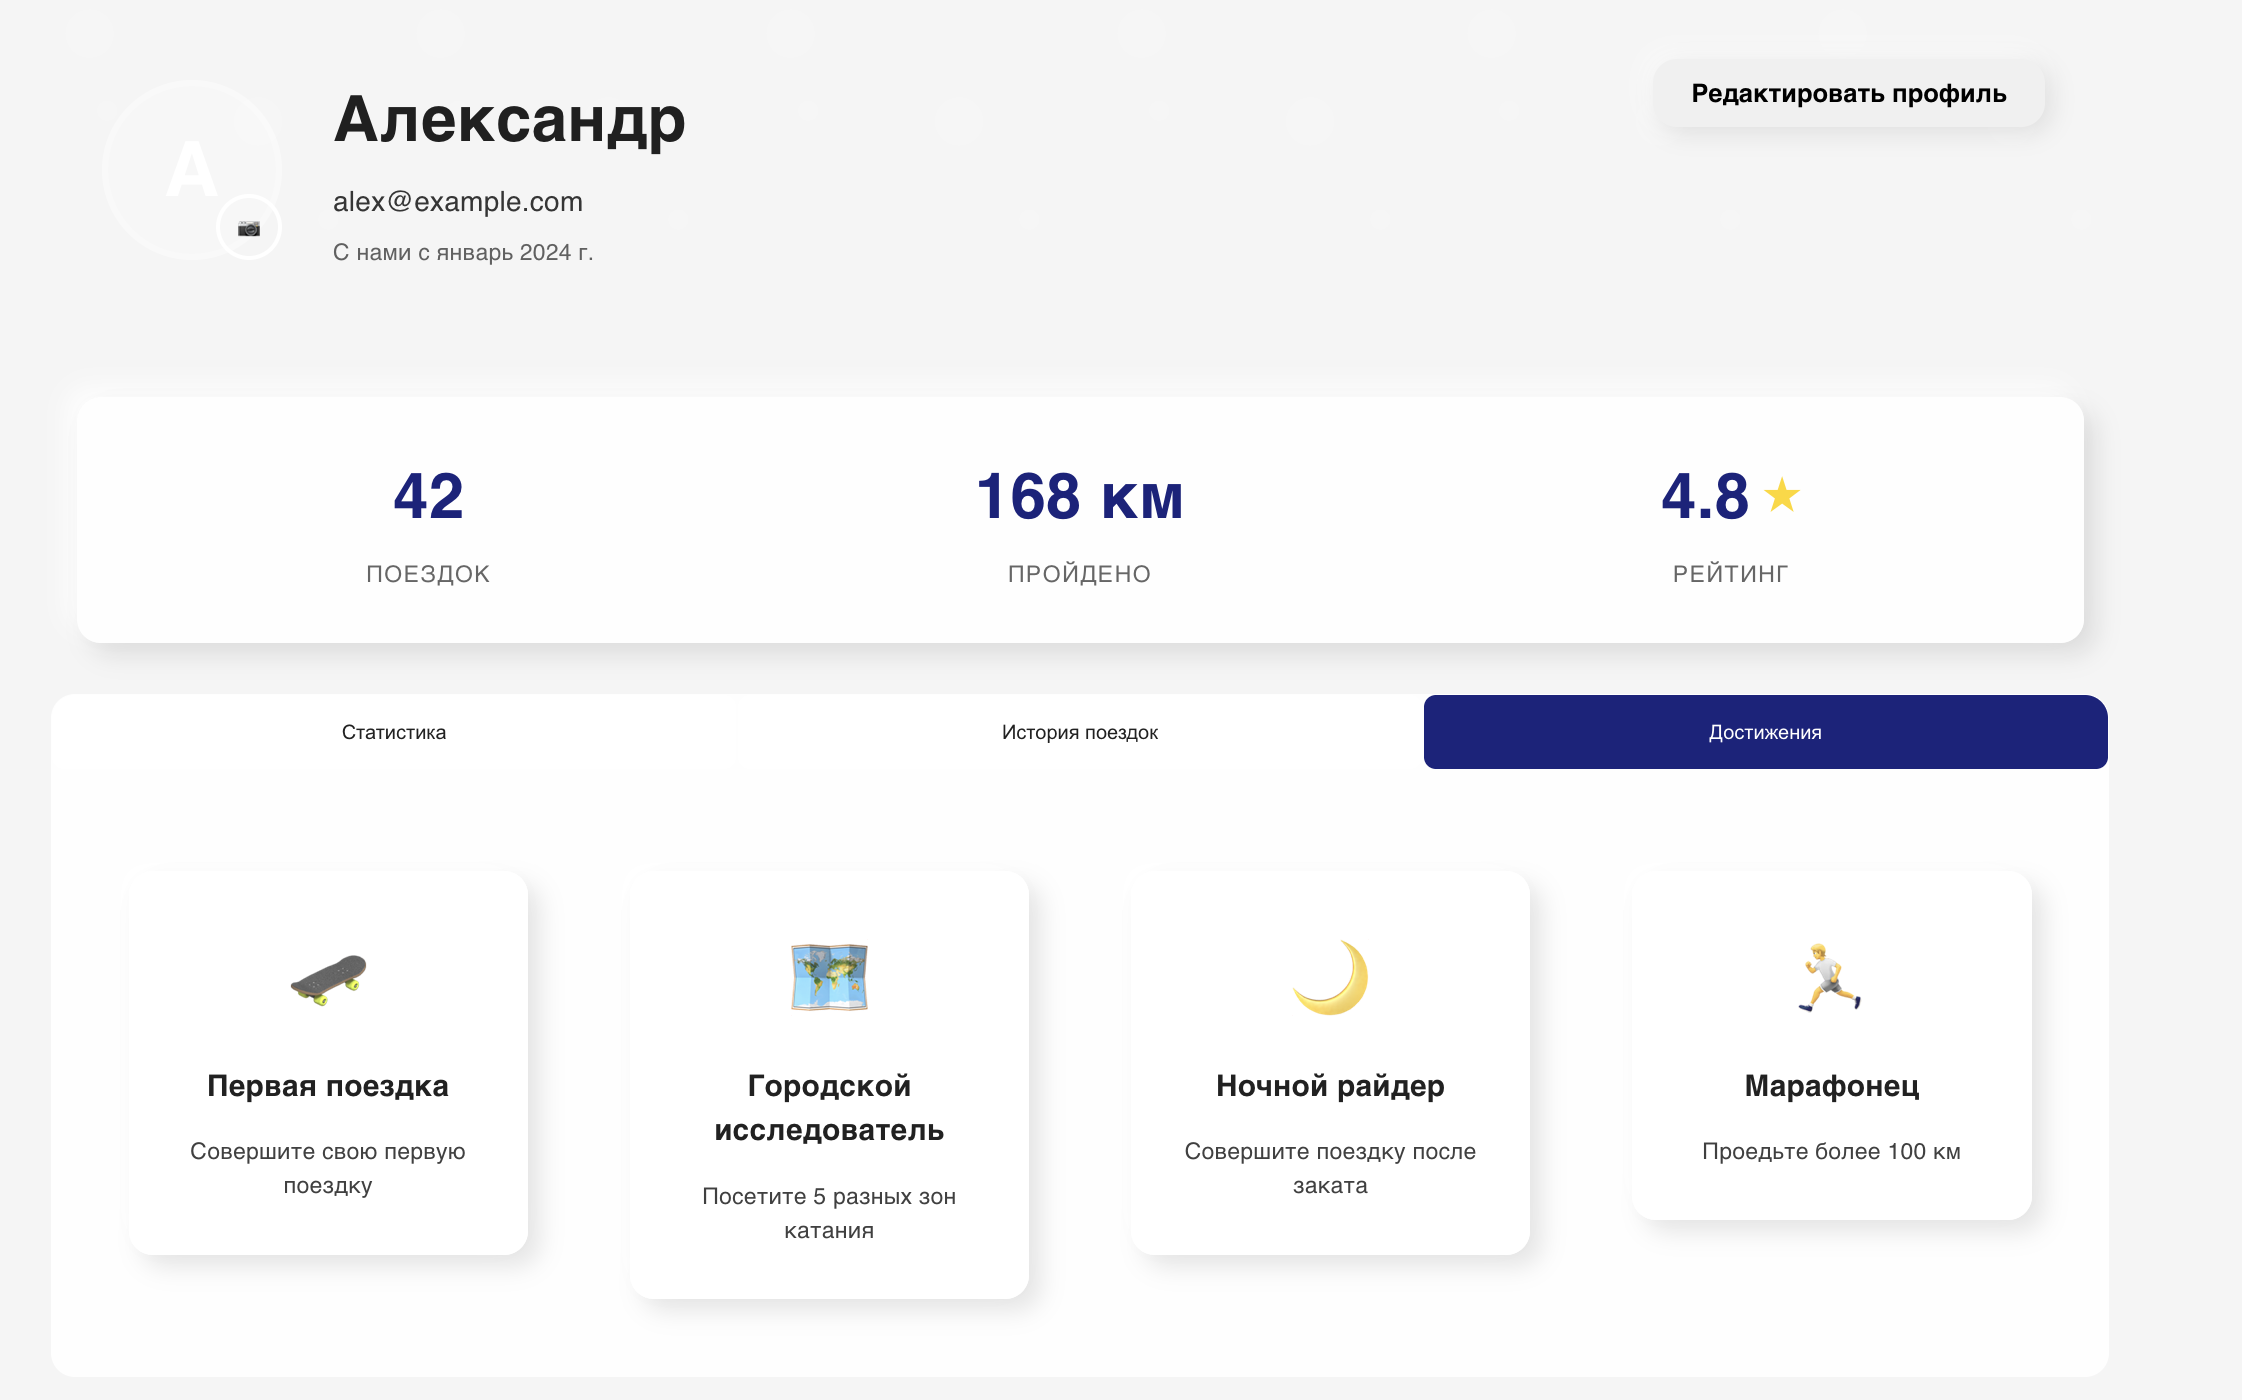 А
Александр
alex@example.com
С нами с январь 2024 г.
Редактировать профиль
42
ПОЕЗДОК
168 км
ПРОЙДЕНО
4.8 ★
РЕЙТИНГ
Статистика
История поездок
Достижения
Первая поездка
Совершите свою первую
поездку
Городской
исследователь
Посетите 5 разных зон
катания
Ночной райдер
Совершите поездку после
заката
Марафонец
Проедьте более 100 км